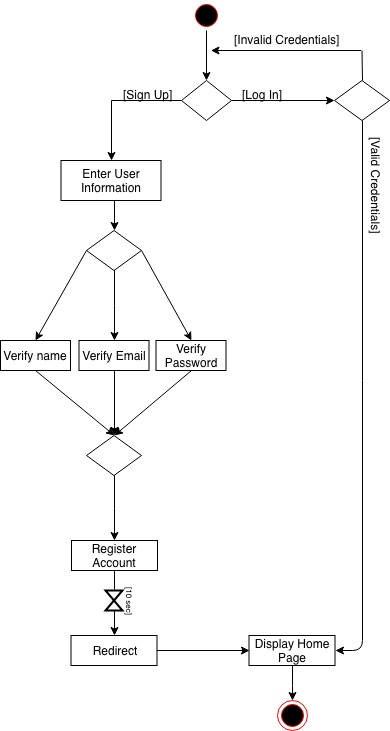 [Invalid Credentials]
[Sign Up]
[Log In]
[Valid Credentials]
Enter User
Information
Verify name
Verify Email
Verify
Password
Register
Account
[10 sec]
Redirect
Display Home
Page